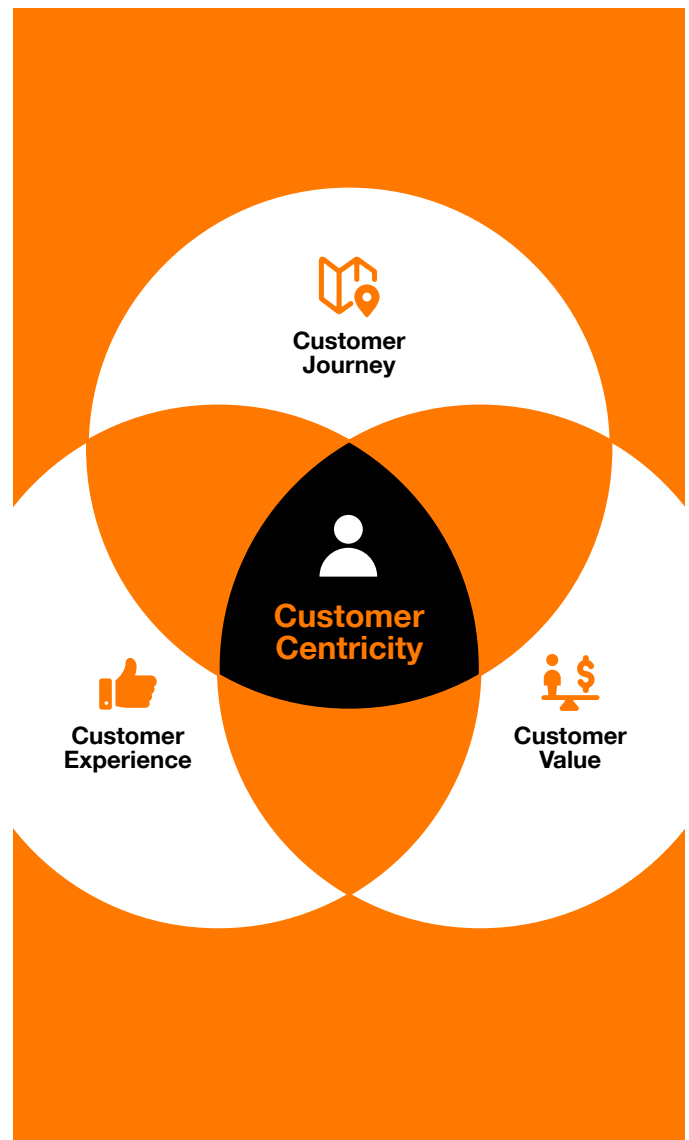 Customer
Journey
Customer
Centricity
Customer
Experience
Customer
Value